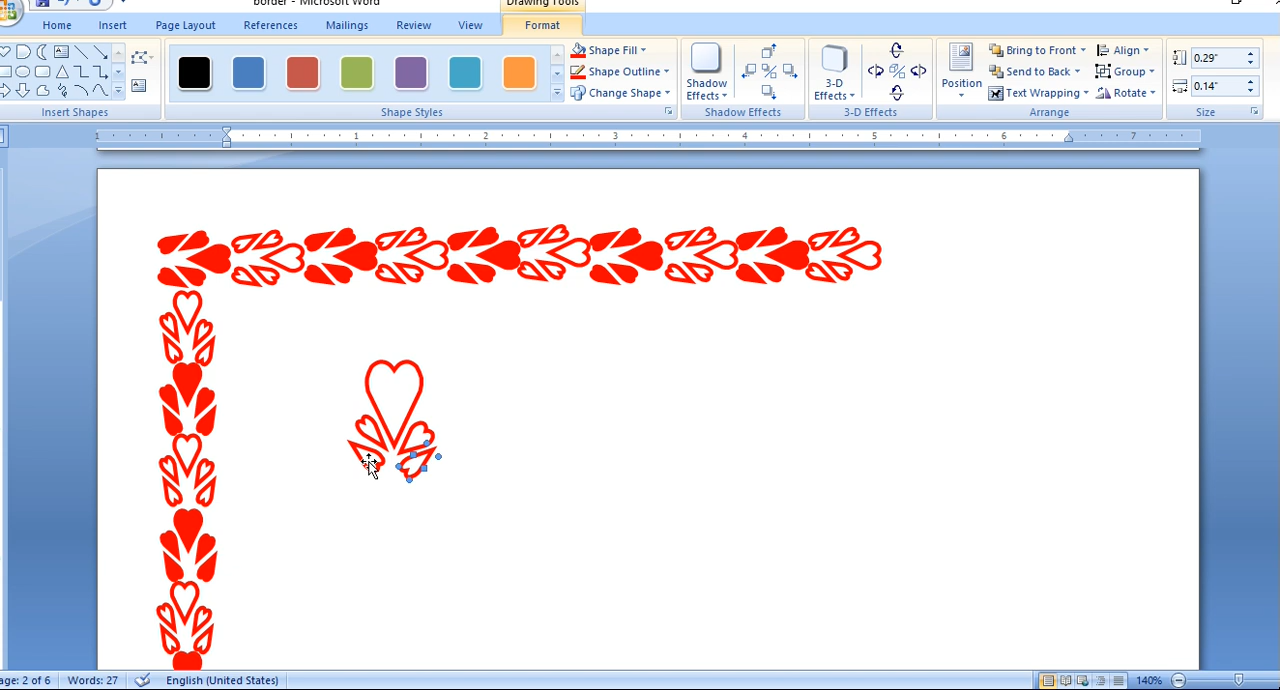 border - Microsoft Word
Drawing Tools
Home Insert Page Layout References Mailings Review View Format
Shape Fill
Shape Outline
Change Shape
Shadow Effects
3-D Effects
Position
Bring to Front
Send to Back
Text Wrapping
Align
Group
Rotate
0.29"
0.14"
Insert Shapes Shape Styles Shadow Effects 3-D Effects Arrange Size
1 1 2 3 4 5 6 7
age: 2 of 6 Words: 27 English (United States) 140%